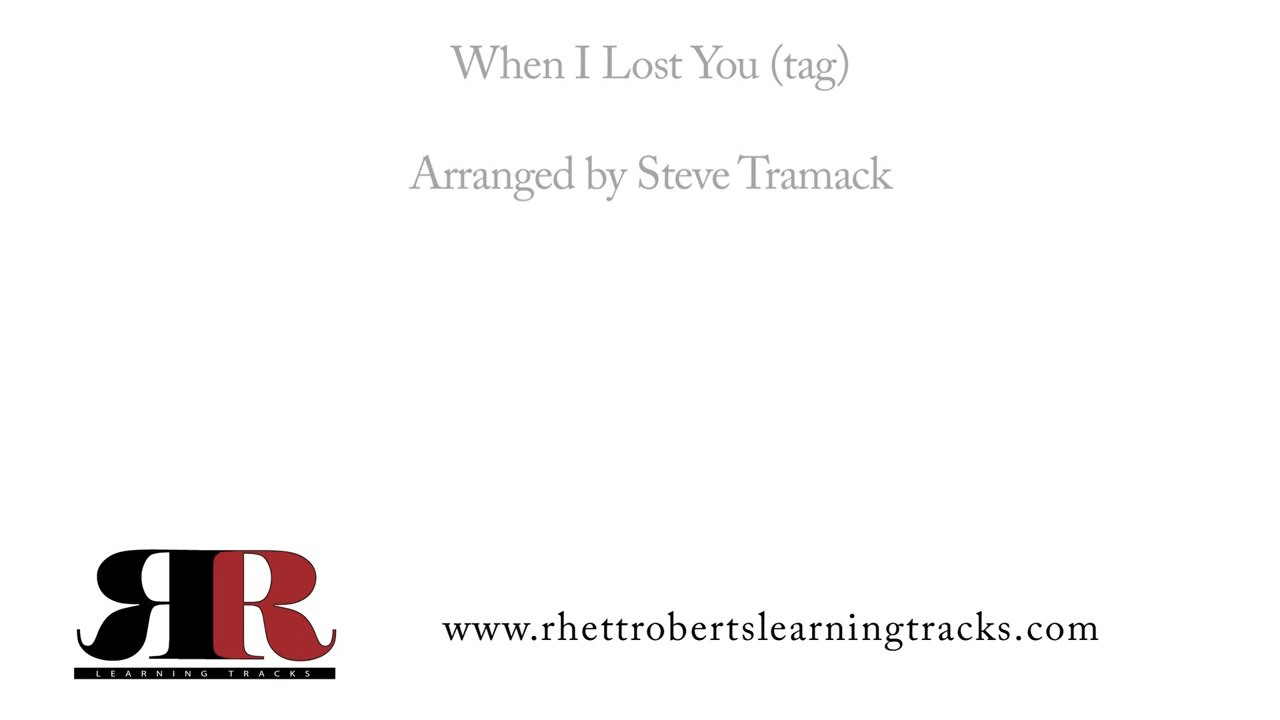 When I Lost You (tag)
Arranged by Steve Tramack
RR
LEARNING TRACKS
www.rhettrobertslearningtracks.com